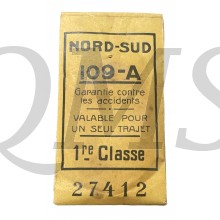 NORD-SUD
109-A
Garantie contre
les accidents
VALABLE POUR
UN SEUL TRAJET
1re Classe
27412